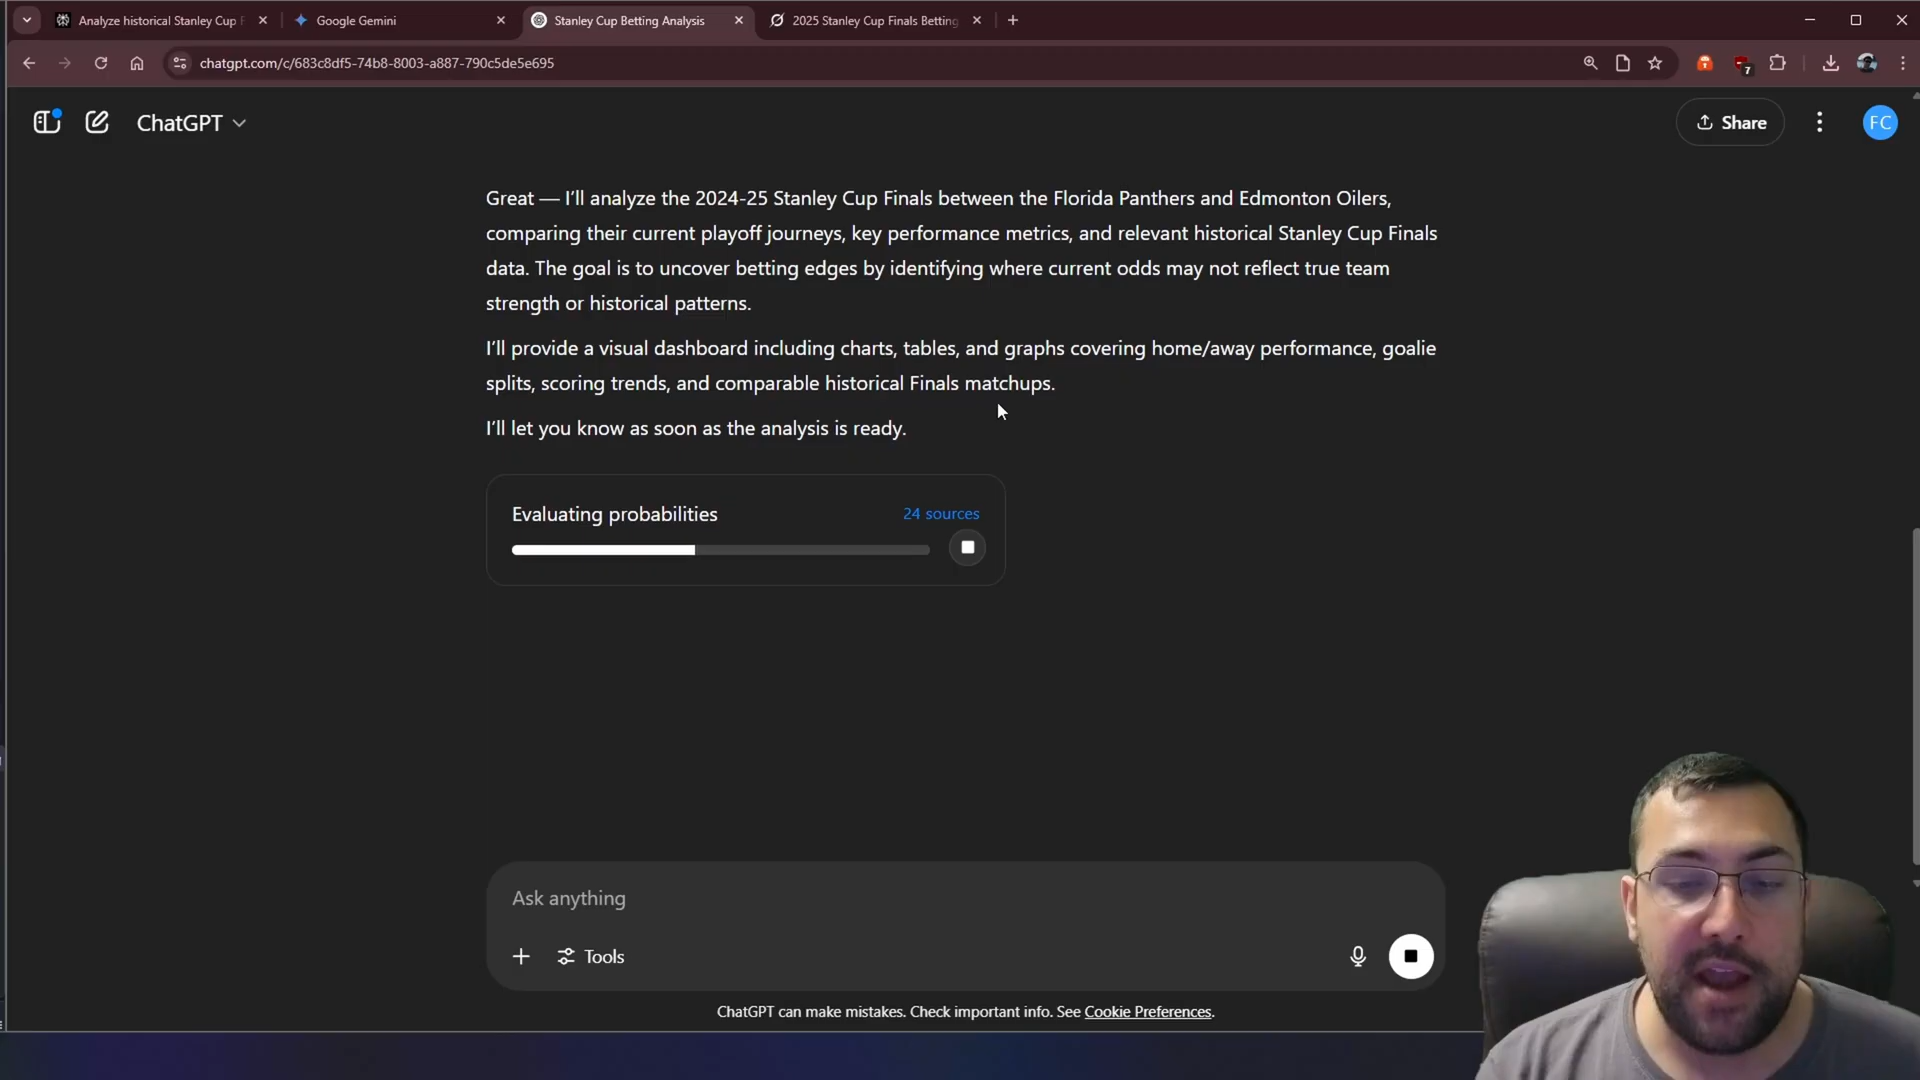 Analyze historical Stanley Cup F
Google Gemini
Stanley Cup Betting Analysis
2025 Stanley Cup Finals Betting
chatgpt.com/c/683c8df5-74b8-8003-a887-790c5de5e695
7
ChatGPT
Share
FC
Great — I'll analyze the 2024-25 Stanley Cup Finals between the Florida Panthers and Edmonton Oilers,
comparing their current playoff journeys, key performance metrics, and relevant historical Stanley Cup Finals
data. The goal is to uncover betting edges by identifying where current odds may not reflect true team
strength or historical patterns.
I'll provide a visual dashboard including charts, tables, and graphs covering home/away performance, goalie
splits, scoring trends, and comparable historical Finals matchups.
I'll let you know as soon as the analysis is ready.
Evaluating probabilities
24 sources
Ask anything
Tools
ChatGPT can make mistakes. Check important info. See Cookie Preferences.